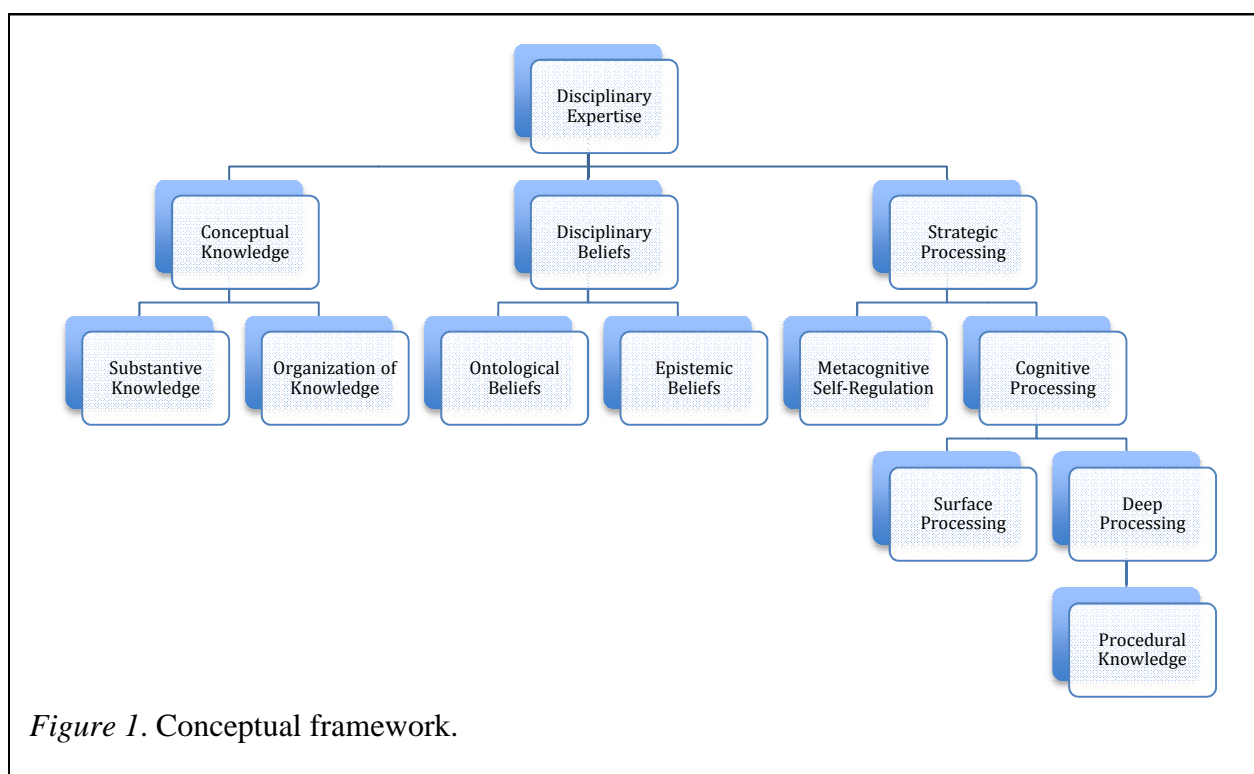 Disciplinary
Expertise
Conceptual
Knowledge
Disciplinary
Beliefs
Strategic
Processing
Substantive
Knowledge
Organization of
Knowledge
Ontological
Beliefs
Epistemic
Beliefs
Metacognitive
Self-Regulation
Cognitive
Processing
Surface
Processing
Deep
Processing
Procedural
Knowledge
Figure 1. Conceptual framework.